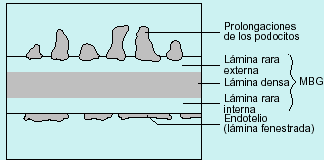 Prolongaciones
de los podocitos
Lámina rara
externa
Lámina densa
MBG
Lámina rara
interna
Endotelio
(lámina fenestrada)